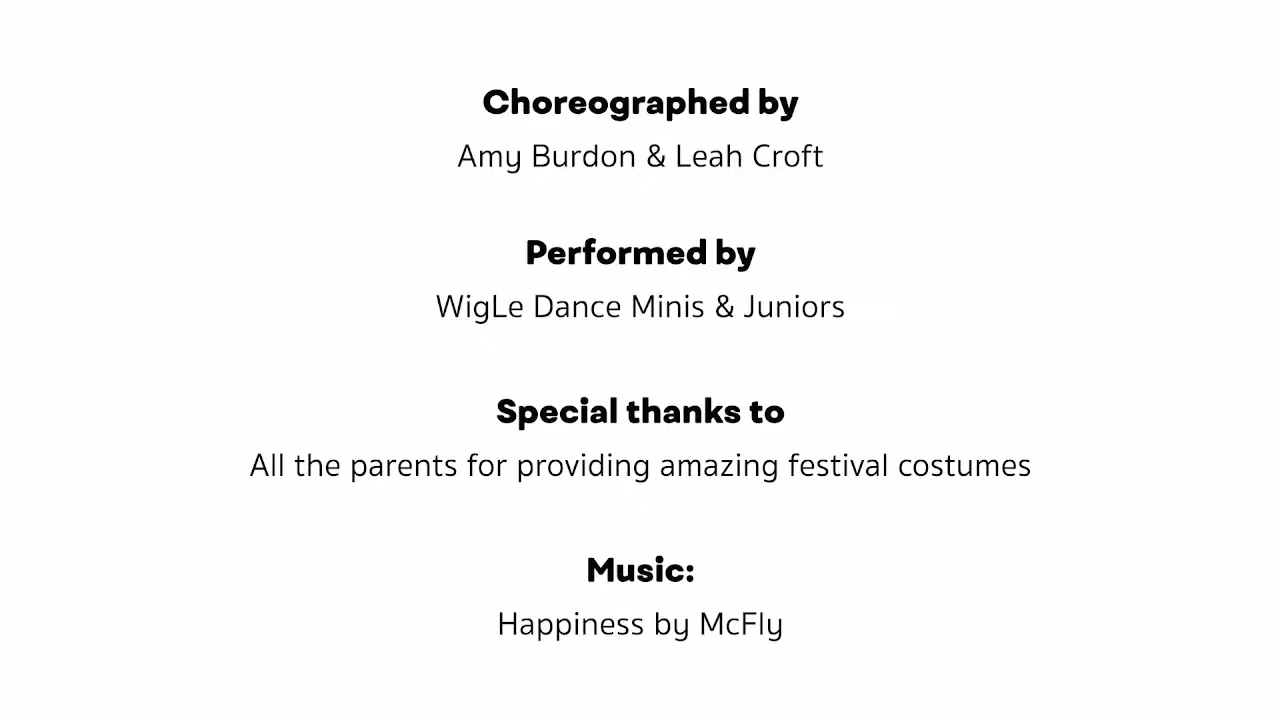 Choreographed by
Amy Burdon & Leah Croft
Performed by
WigLe Dance Minis & Juniors
Special thanks to
All the parents for providing amazing festival costumes
Music:
Happiness by McFly